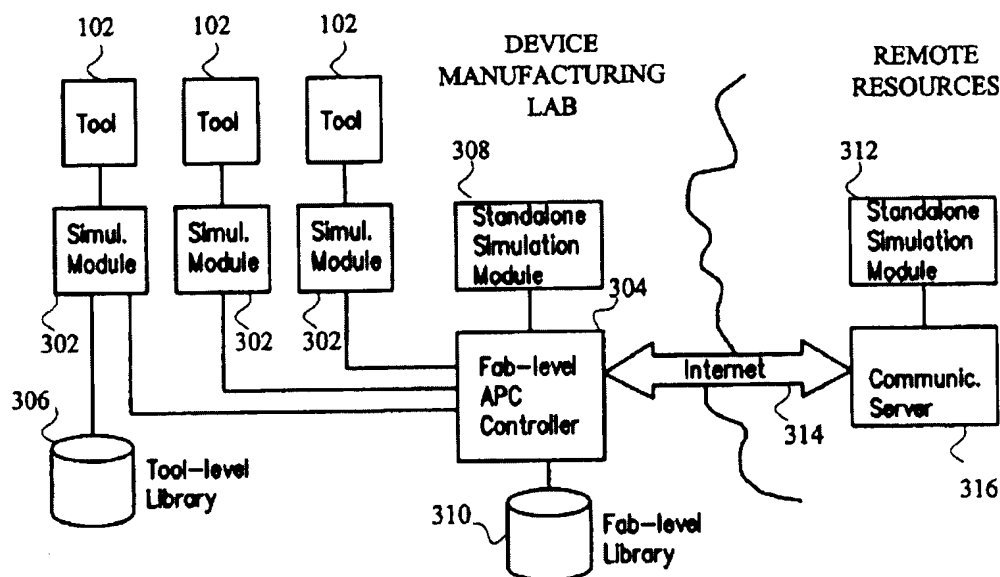 102
102
102
DEVICE
MANUFACTURING
LAB
REMOTE
RESOURCES
Tool
Tool
Tool
308
312
Simul.
Module
Simul.
Module
Simul.
Module
Standalone
Simulation
Module
Standalone
Simulation
Module
302
302
302
304
Fab-level
APC
Controller
Internet
314
Communic.
Server
316
306
Tool-level
Library
310
Fab-level
Library